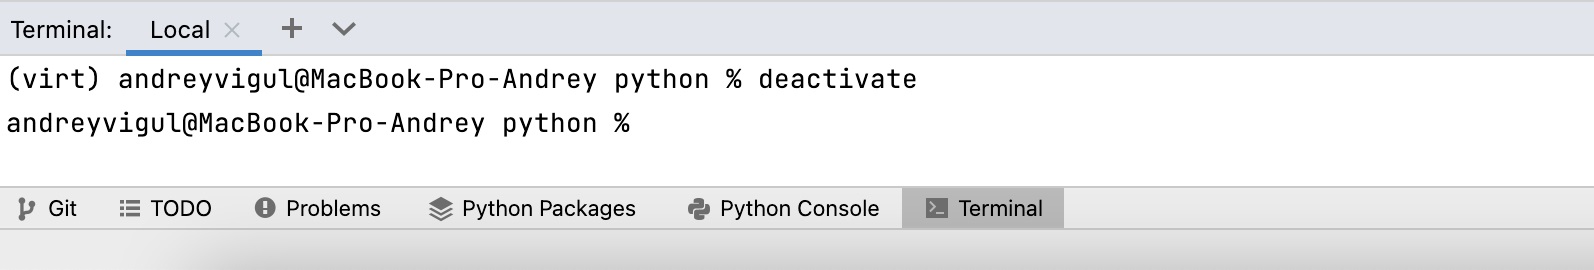 Terminal: Local
(virt) andreyvigul@MacBook-Pro-Andrey python % deactivate
andreyvigul@MacBook-Pro-Andrey python %
Git TODO Problems Python Packages Python Console Terminal